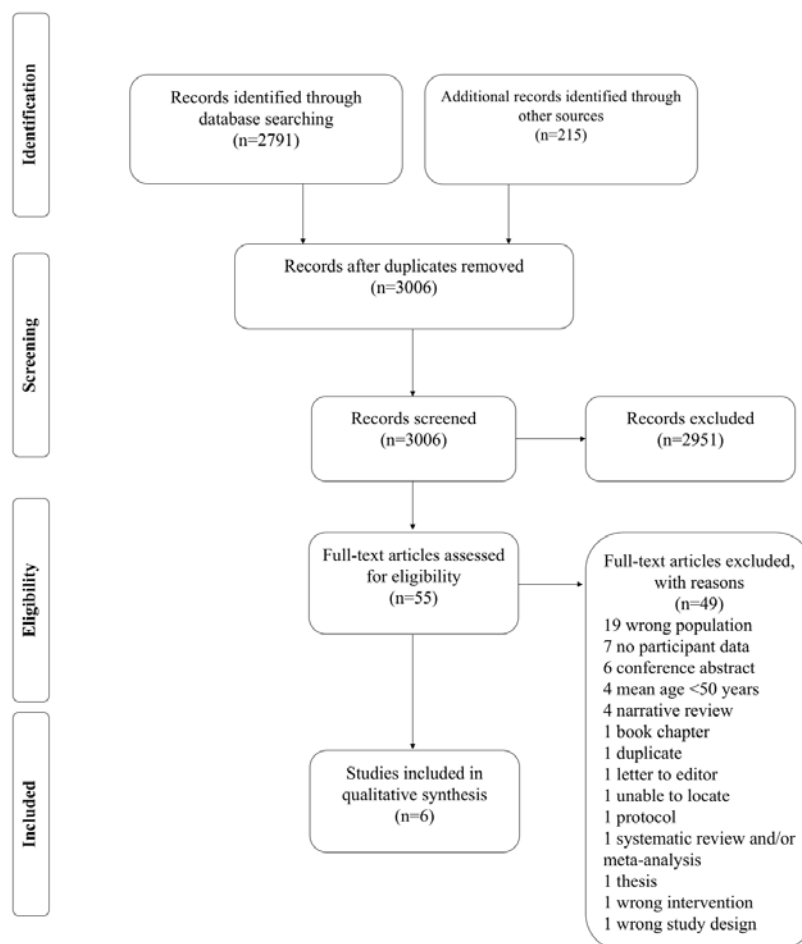 Identification
Records identified through
database searching
(n=2791)
Additional records identified through
other sources
(n=215)
Screening
Records after duplicates removed
(n=3006)
Records screened
(n=3006)
Records excluded
(n=2951)
Eligibility
Full-text articles assessed
for eligibility
(n=55)
Full-text articles excluded,
with reasons
(n=49)
19 wrong population
7 no participant data
6 conference abstract
4 mean age <50 years
4 narrative review
1 book chapter
1 duplicate
1 letter to editor
1 unable to locate
1 protocol
1 systematic review and/or
meta-analysis
1 thesis
1 wrong intervention
1 wrong study design
Included
Studies included in
qualitative synthesis
(n=6)